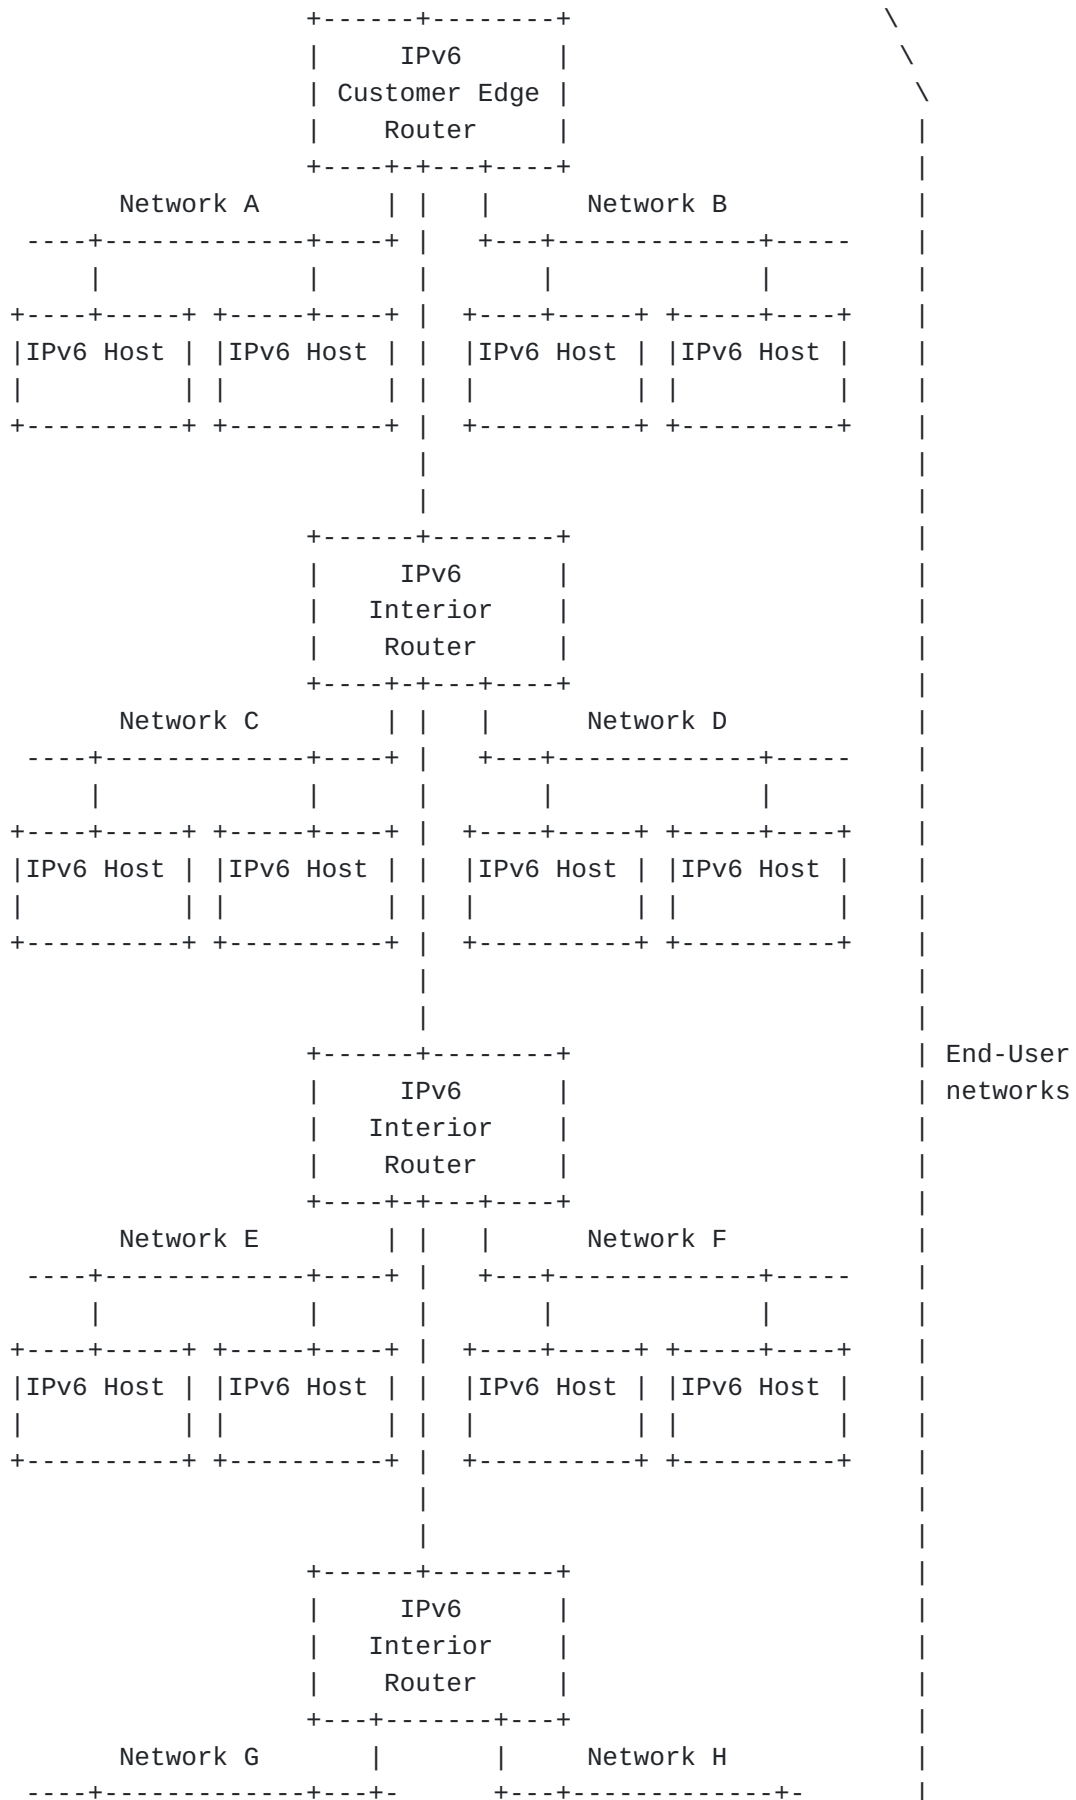 IPv6
Customer Edge
Router
Network A Network B
IPv6 Host IPv6 Host IPv6 Host IPv6 Host
IPv6
Interior
Router
Network C Network D
IPv6 Host IPv6 Host IPv6 Host IPv6 Host
End-User
IPv6 networks
Interior
Router
Network E Network F
IPv6 Host IPv6 Host IPv6 Host IPv6 Host
IPv6
Interior
Router
Network G Network H